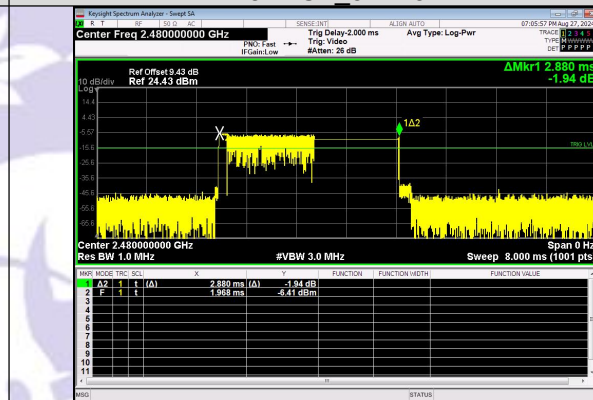 Keysight Spectrum Analyzer - Swept SA
R T RF 50 Ω AC SENSE:INT ALIGN AUTO 07:05:57 PM Aug 27, 2024
Center Freq 2.480000000 GHz
PNO: Fast
IFGain:Low
Trig Delay-2.000 ms
Trig: Video
#Atten: 26 dB
Avg Type: Log-Pwr
TRACE 1 2 3 4 5
TYPE M
DET P P P P P
ΔMkr1 2.880 ms
-1.94 dB
Ref Offset 9.43 dB
10 dB/div Ref 24.43 dBm
Log
14.4
4.43
-5.57
-15.6
-25.6
-35.6
-45.6
-55.6
-65.6
1Δ2
TRIG LVL
Center 2.480000000 GHz Span 0 Hz
Res BW 1.0 MHz #VBW 3.0 MHz Sweep 8.000 ms (1001 pts)
MKR MODE TRC SCL X Y FUNCTION FUNCTION WIDTH FUNCTION VALUE
1 Δ2 1 t (Δ) 2.880 ms (Δ) -1.94 dB
2 F 1 t 1.968 ms -6.41 dBm
3
4
5
6
7
8
9
10
11
MSG STATUS